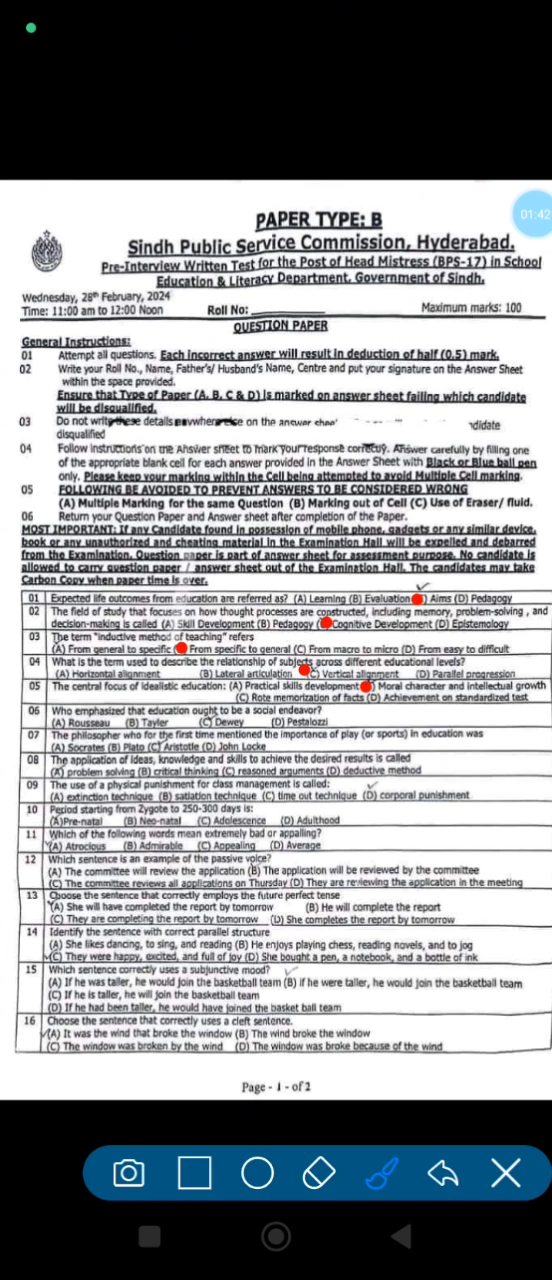 01:42
PAPER TYPE: B
Sindh Public Service Commission, Hyderabad.
Pre-Interview Written Test for the Post of Head Mistress (BPS-17) in School
Education & Literacy Department, Government of Sindh.
Wednesday, 28th February, 2024
Time: 11:00 am to 12:00 Noon Roll No: Maximum marks: 100
QUESTION PAPER
General Instructions:
01 Attempt all questions. Each incorrect answer will result in deduction of half (0.5) mark.
02 Write your Roll No., Name, Father's/ Husband's Name, Centre and put your signature on the Answer Sheet
within the space provided.
Ensure that Type of Paper (A, B, C & D) is marked on answer sheet failing which candidate
will be disqualified.
03 Do not write these details on the answer
disqualified
04 Follow instructions on the Answer sheet to mark your response correctly. Answer carefully by filling one
of the appropriate blank cell for each answer provided in the Answer Sheet with Black or Blue ball pen
only. Please keep your marking within the Cell being attempted to avoid Multiple Cell marking.
05 FOLLOWING BE AVOIDED TO PREVENT ANSWERS TO BE CONSIDERED WRONG
(A) Multiple Marking for the same Question (B) Marking out of Cell (C) Use of Eraser/ fluid.
06 Return your Question Paper and Answer sheet after completion of the Paper.
MOST IMPORTANT: If any Candidate found in possession of mobile phone, gadgets or any similar device,
book or any unauthorized and cheating material in the Examination Hall will be expelled and debarred
from the Examination. Question paper is part of answer sheet for assessment purpose. No candidate is
allowed to carry question paper / answer sheet out of the Examination Hall. The candidates may take
Carbon Copy when paper time is over.
01 Expected life outcomes from education are referred as? (A) Learning (B) Evaluation ) Aims (D) Pedagogy
02 The field of study that focuses on how thought processes are constructed, including memory, problem-solving , and
decision-making is called (A) Skill Development (B) Pedagogy ( Cognitive Development (D) Epistemology
03 The term "inductive method of teaching" refers
(A) From general to specific ( From specific to general (C) From macro to micro (D) From easy to difficult
04 What is the term used to describe the relationship of subjects across different educational levels?
(A) Horizontal alignment (B) Lateral articulation C) Vertical alignment (D) Parallel progression
05 The central focus of Idealistic education: (A) Practical skills development ) Moral character and intellectual growth
(C) Rote memorization of facts (D) Achievement on standardized test
06 Who emphasized that education ought to be a social endeavor?
(A) Rousseau (B) Tayler (C) Dewey (D) Pestalozzi
07 The philosopher who for the first time mentioned the importance of play (or sports) in education was
(A) Socrates (B) Plato (C) Aristotle (D) John Locke
08 The application of ideas, knowledge and skills to achieve the desired results is called
(A) problem solving (B) critical thinking (C) reasoned arguments (D) deductive method
09 The use of a physical punishment for class management is called:
(A) extinction technique (B) satiation technique (C) time out technique (D) corporal punishment
10 Period starting from Zygote to 250-300 days is:
(A)Pre-natal (B) Neo-natal (C) Adolescence (D) Adulthood
11 Which of the following words mean extremely bad or appalling?
(A) Atrocious (B) Admirable (C) Appealing (D) Average
12 Which sentence is an example of the passive voice?
(A) The committee will review the application (B) The application will be reviewed by the committee
(C) The committee reviews all applications on Thursday (D) They are reviewing the application in the meeting
13 Choose the sentence that correctly employs the future perfect tense
(A) She will have completed the report by tomorrow (B) He will complete the report
(C) They are completing the report by tomorrow (D) She completes the report by tomorrow
14 Identify the sentence with correct parallel structure
(A) She likes dancing, to sing, and reading (B) He enjoys playing chess, reading novels, and to jog
(C) They were happy, excited, and full of joy (D) She bought a pen, a notebook, and a bottle of ink
15 Which sentence correctly uses a subjunctive mood?
(A) If he was taller, he would join the basketball team (B) if he were taller, he would join the basketball team
(C) If he is taller, he will join the basketball team
(D) If he had been taller, he would have joined the basket ball team
16 Choose the sentence that correctly uses a cleft sentence.
(A) It was the wind that broke the window (B) The wind broke the window
(C) The window was broken by the wind (D) The window was broke because of the wind
Page - 1 - of 2